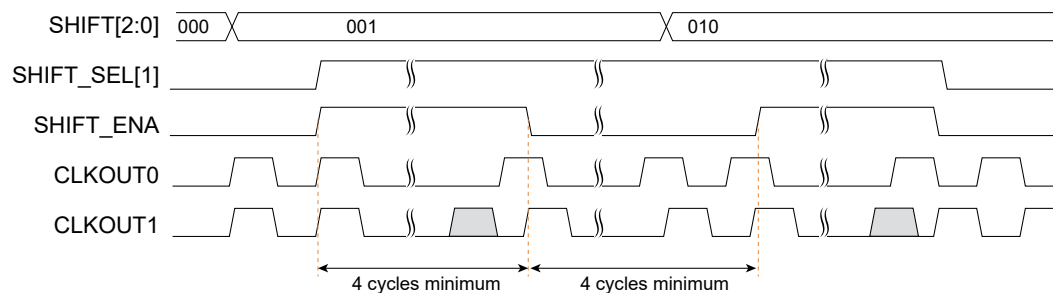 SHIFT[2:0] 000 001 010
SHIFT_SEL[1]
SHIFT_ENA
CLKOUT0
CLKOUT1
4 cycles minimum 4 cycles minimum